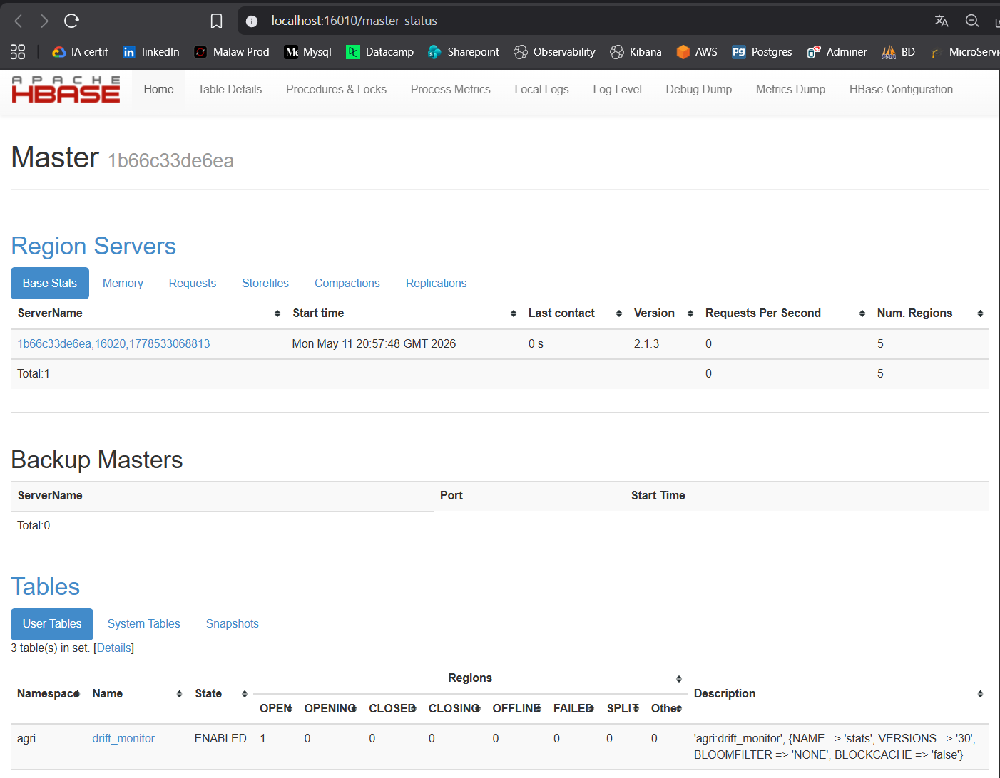 localhost:16010/master-status
IA certif linkedIn Malaw Prod Mysql Datacamp Sharepoint Observability Kibana AWS Postgres Adminer BD MicroServi
APACHE HBASE Home Table Details Procedures & Locks Process Metrics Local Logs Log Level Debug Dump Metrics Dump HBase Configuration
Master 1b66c33de6ea
Region Servers
Base Stats Memory Requests Storefiles Compactions Replications
ServerName Start time Last contact Version Requests Per Second Num. Regions
1b66c33de6ea,16020,1778533068813 Mon May 11 20:57:48 GMT 2026 0 s 2.1.3 0 5
Total:1 0 5
Backup Masters
ServerName Port Start Time
Total:0
Tables
User Tables System Tables Snapshots
3 table(s) in set. [Details]
Regions
Namespace Name State Description
OPEN OPENING CLOSED CLOSING OFFLINE FAILED SPLIT Other
agri drift_monitor ENABLED 1 0 0 0 0 0 0 0 'agri:drift_monitor', {NAME => 'stats', VERSIONS => '30',
BLOOMFILTER => 'NONE', BLOCKCACHE => 'false'}